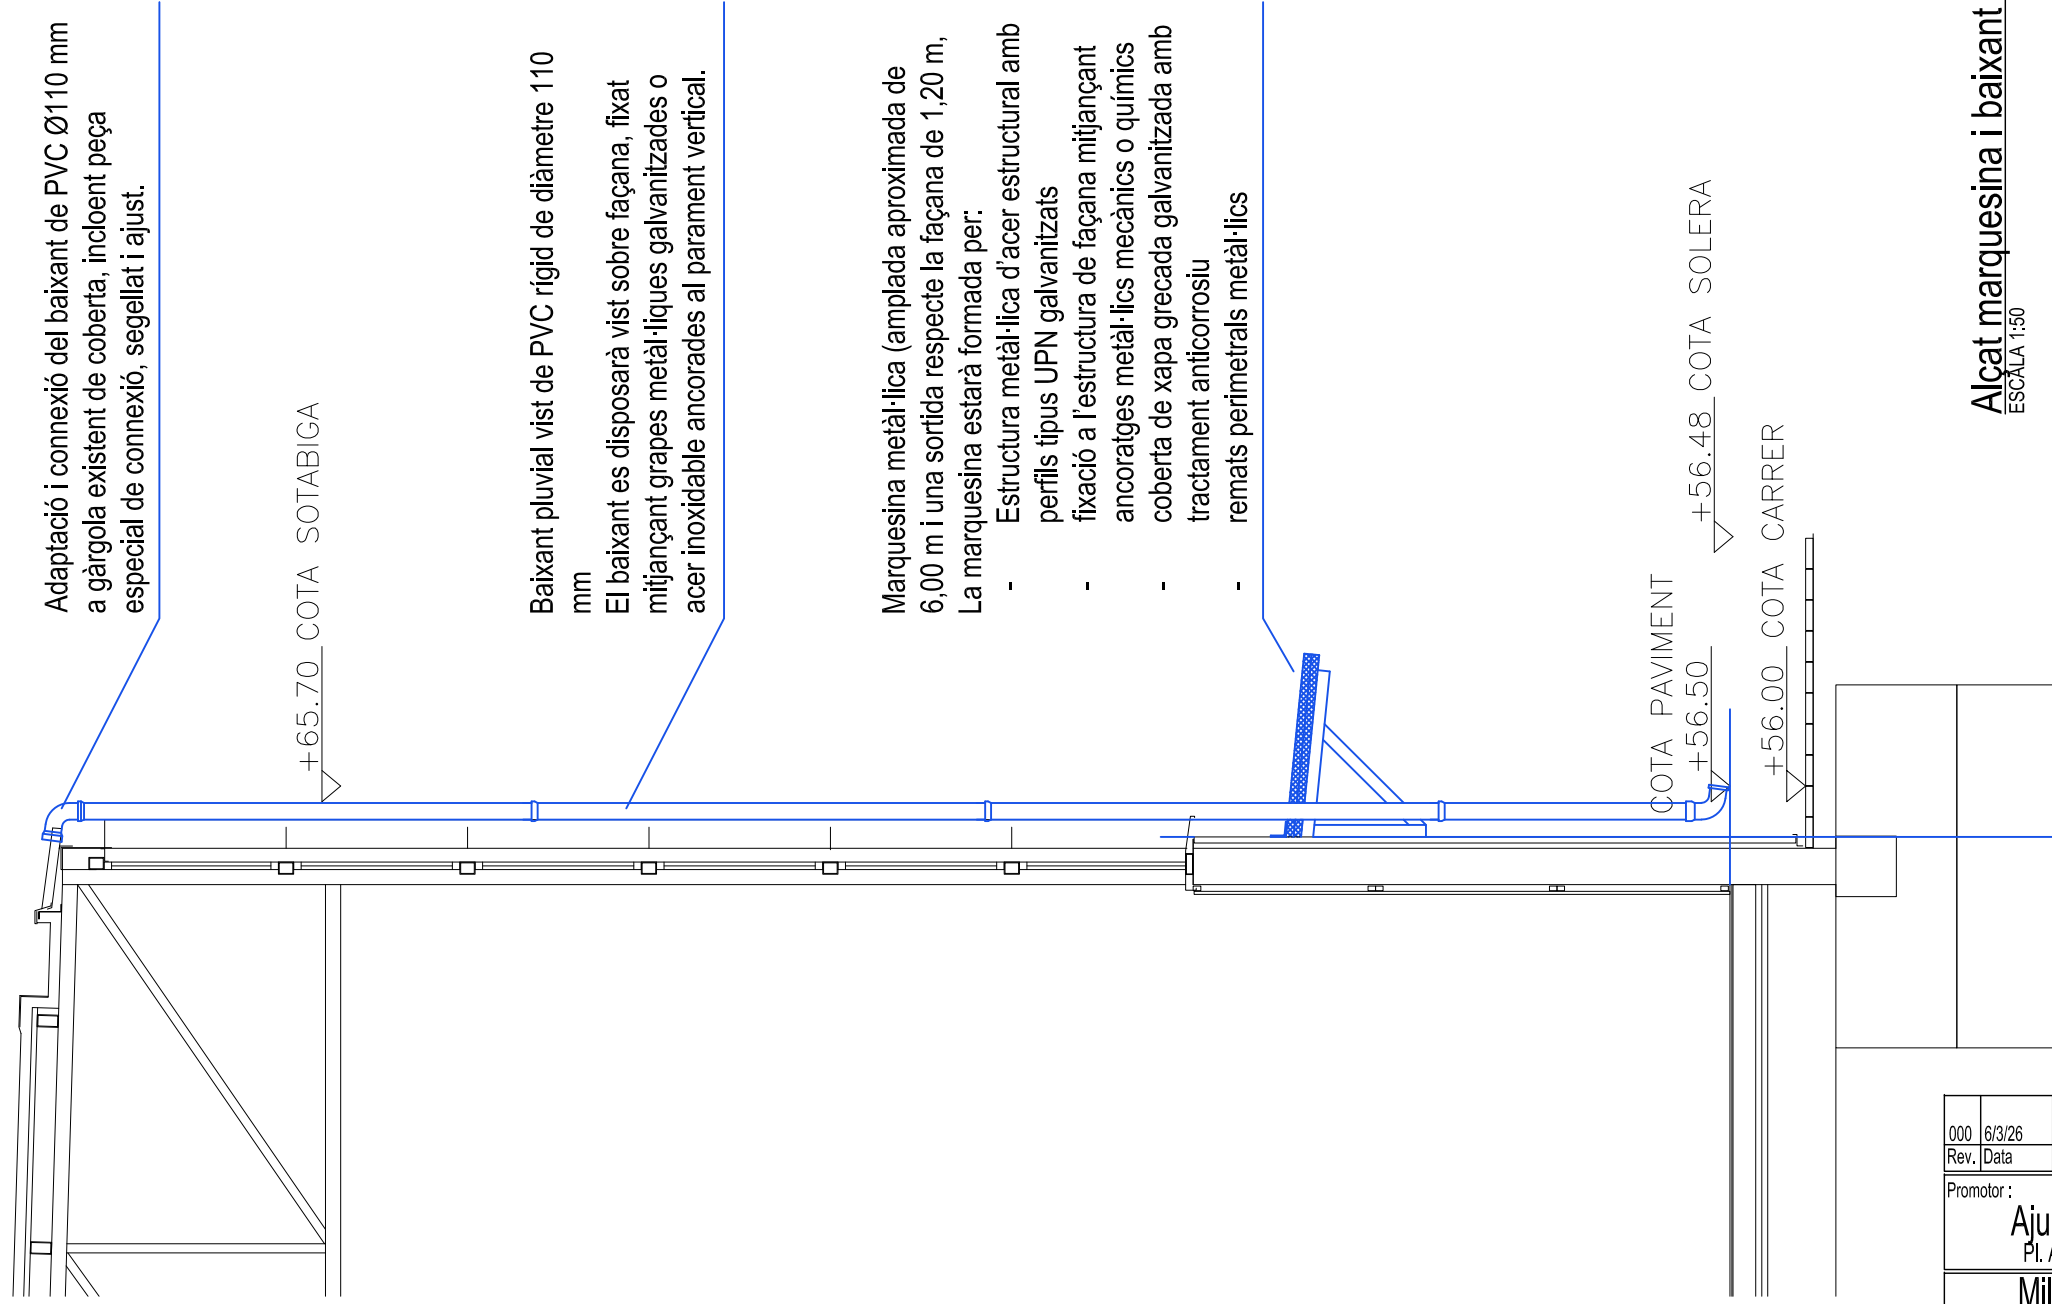 Adaptació i connexió del baixant de PVC Ø110 mm
a gàrgola existent de coberta, incloent peça
especial de connexió, segellat i ajust.
+65.70 COTA SOTABIGA
Baixant pluvial vist de PVC rígid de diàmetre 110
mm
El baixant es disposarà vist sobre façana, fixat
mitjançant grapes metàl·liques galvanitzades o
acer inoxidable ancorades al parament vertical.
Marquesina metàl·lica (amplada aproximada de
6,00 m i una sortida respecte la façana de 1,20 m,
La marquesina estarà formada per:
- Estructura metàl·lica d'acer estructural amb
perfils tipus UPN galvanitzats
- fixació a l'estructura de façana mitjançant
ancoratges metàl·lics mecànics o químics
- coberta de xapa grecada galvanitzada amb
tractament anticorrosiu
- remats perimetrals metàl·lics
COTA PAVIMENT
+56.50
+56.48 COTA SOLERA
+56.00 COTA CARRER
Alçat marquesina i baixant
ESCALA 1:50
000 6/3/26
Rev. Data
Promotor :
Aju
Pl. A
Mil